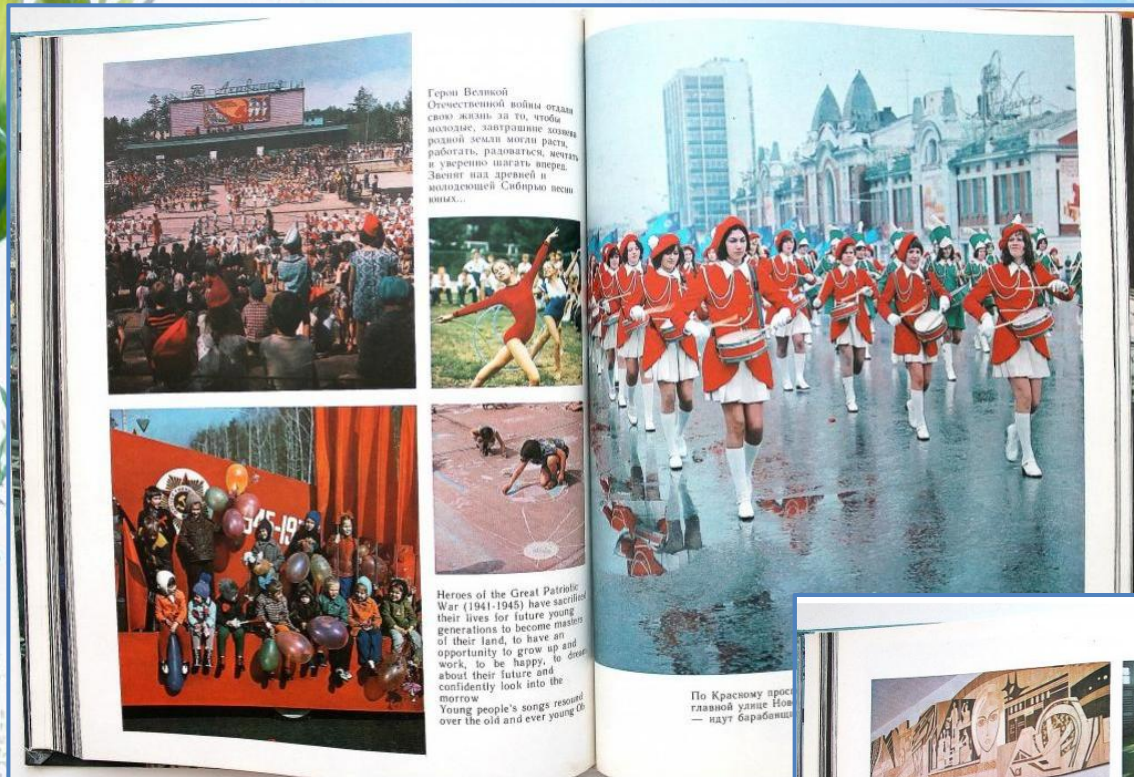 Герои Великой
Отечественной войны отдали
свою жизнь за то, чтобы
молодые, завтрашние хозяева
родной земли могли расти,
работать, радоваться, мечтать
и уверенно шагать вперед.
Звенят над древней и
молодеющей Сибирью песни
юных...
Heroes of the Great Patriotic
War (1941-1945) have sacrificed
their lives for future young
generations to become masters
of their land, to have an
opportunity to grow up and
work, to be happy, to dream
about their future and
confidently look into the
morrow
Young people's songs resound
over the old and ever young Ob
По Красному
главной улице
— идут